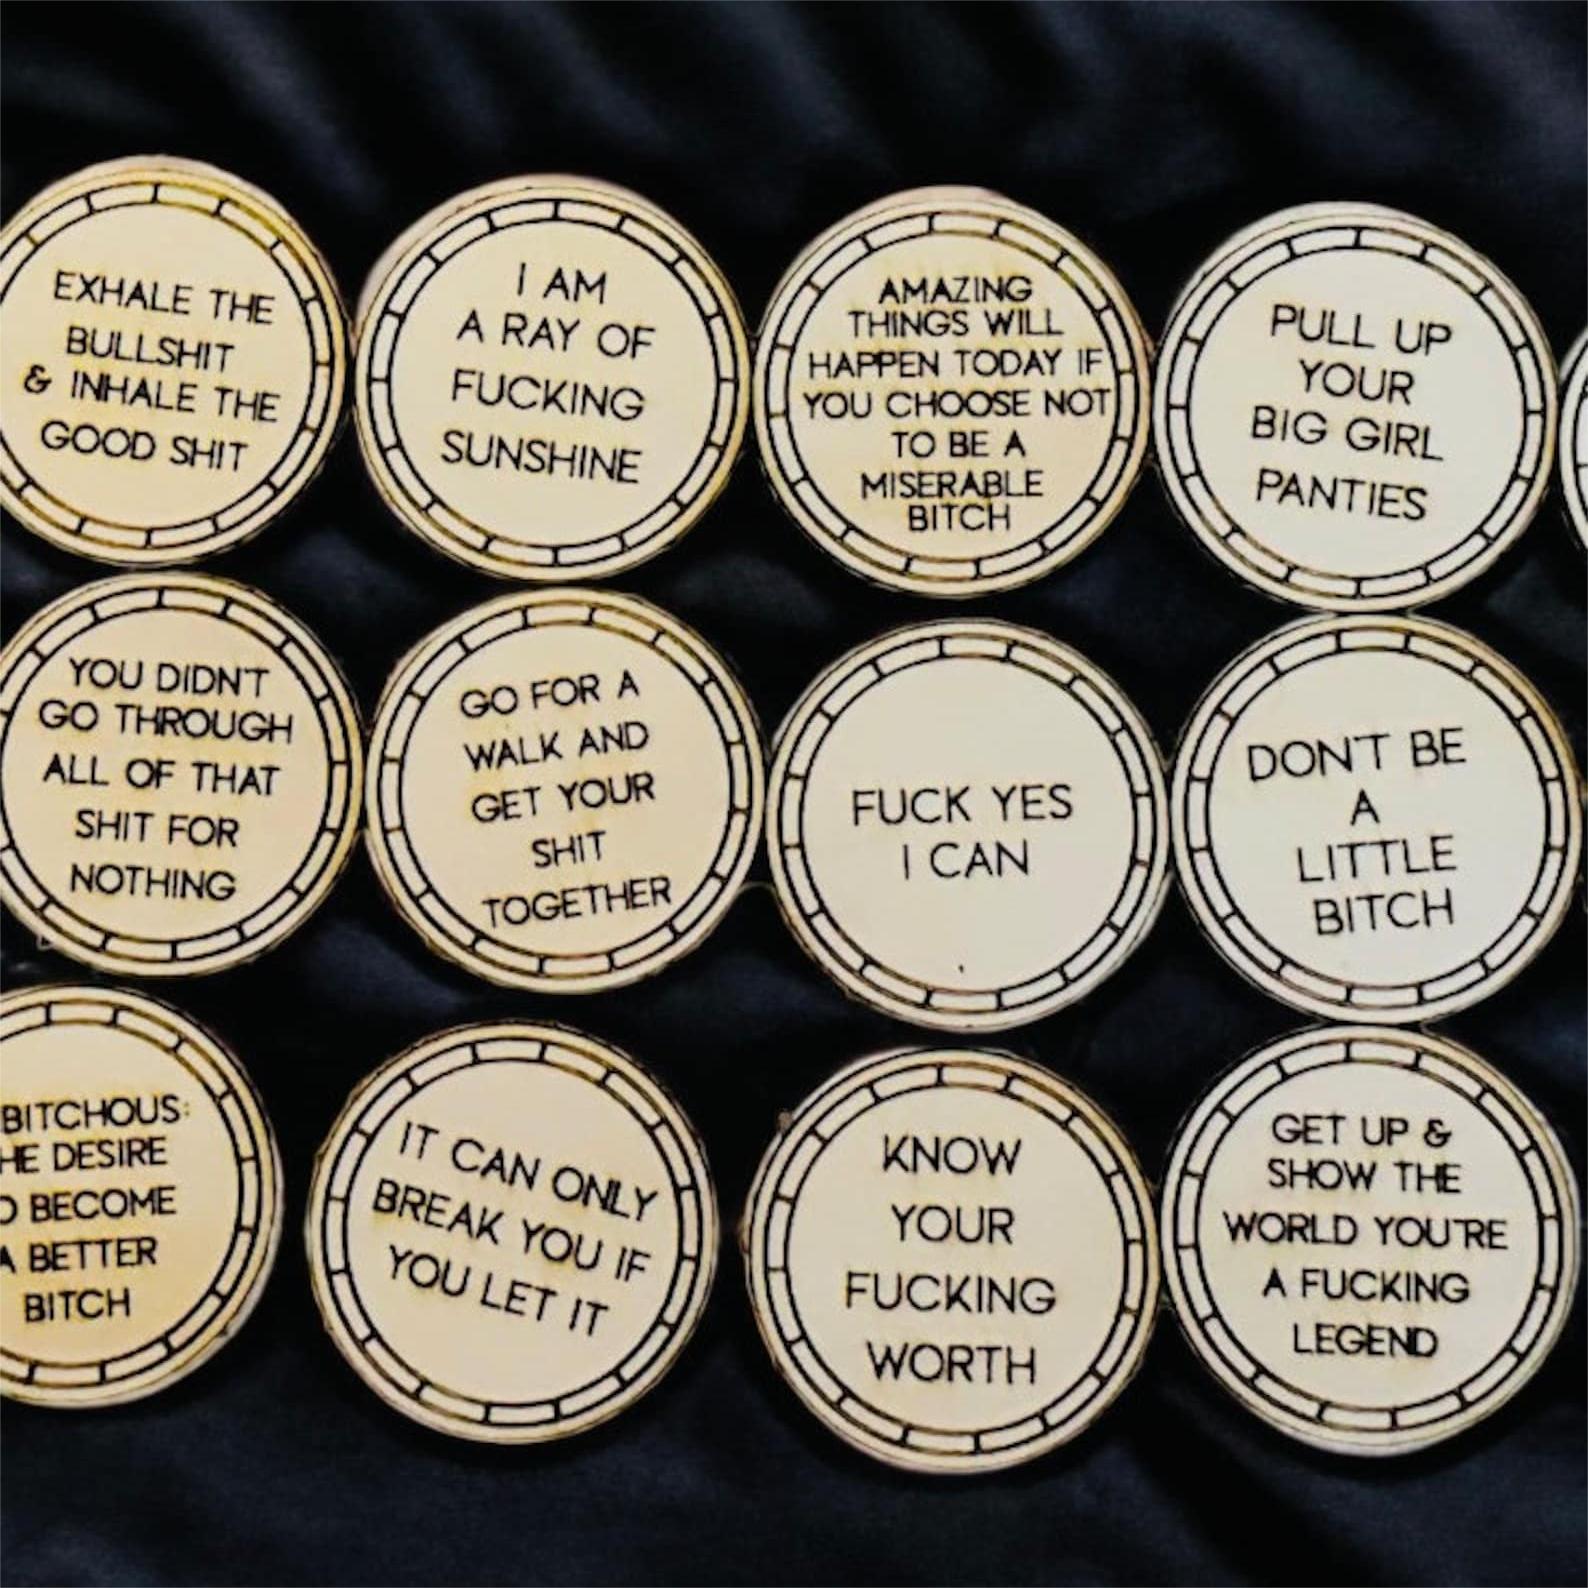 EXHALE THE
BULLSHIT
& INHALE THE
GOOD SHIT
I AM
A RAY OF
FUCKING
SUNSHINE
AMAZING
THINGS WILL
HAPPEN TODAY IF
YOU CHOOSE NOT
TO BE A
MISERABLE
BITCH
PULL UP
YOUR
BIG GIRL
PANTIES
YOU DIDN'T
GO THROUGH
ALL OF THAT
SHIT FOR
NOTHING
GO FOR A
WALK AND
GET YOUR
SHIT
TOGETHER
FUCK YES
I CAN
DON'T BE
A
LITTLE
BITCH
BITCHOUS:
HE DESIRE
O BECOME
A BETTER
BITCH
IT CAN ONLY
BREAK YOU IF
YOU LET IT
KNOW
YOUR
FUCKING
WORTH
GET UP &
SHOW THE
WORLD YOU'RE
A FUCKING
LEGEND